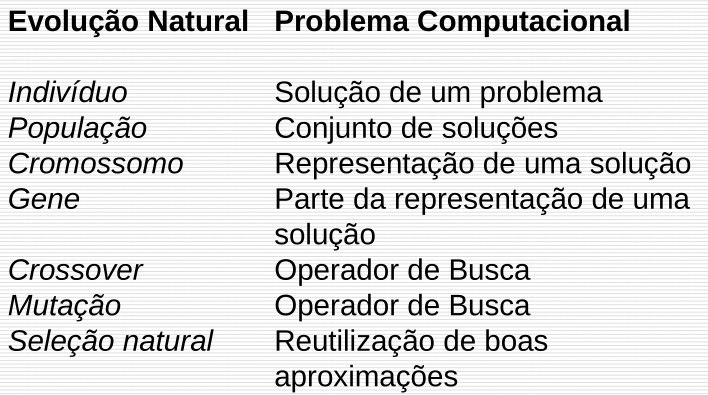 Evolução Natural Problema Computacional
Indivíduo Solução de um problema
População Conjunto de soluções
Cromossomo Representação de uma solução
Gene Parte da representação de uma
solução
Crossover Operador de Busca
Mutação Operador de Busca
Seleção natural Reutilização de boas
aproximações